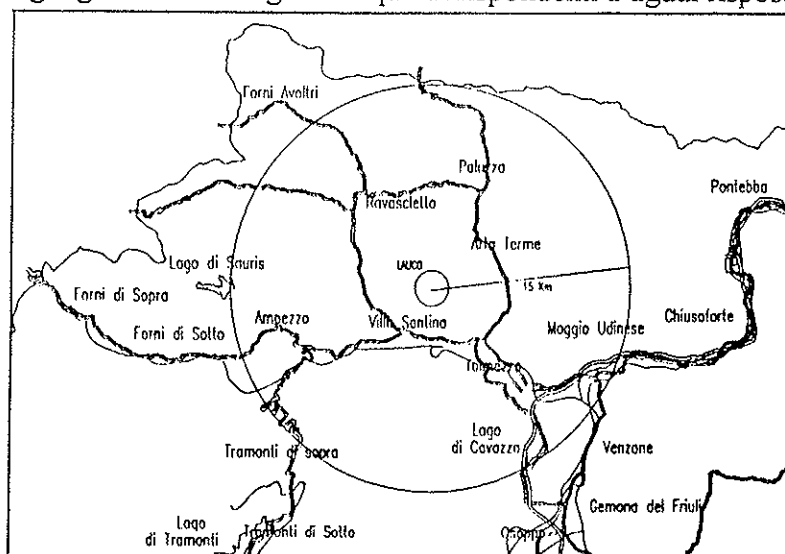 Forni Avoltri
Paluzza
Pontebba
Ravascletto
Arta Terme
LAUCO
Lago di Sauris
15 Km
Forni di Sopra
Ampezzo
Villa Santina
Forni di Sotto
Moggio Udinese
Chiusaforte
Tolmezzo
Lago
di Cavazzo
Venzone
Tramonti di sopra
Gemona del Friuli
Lago
di Tramonti
Tramonti di Sotto
Osoppo